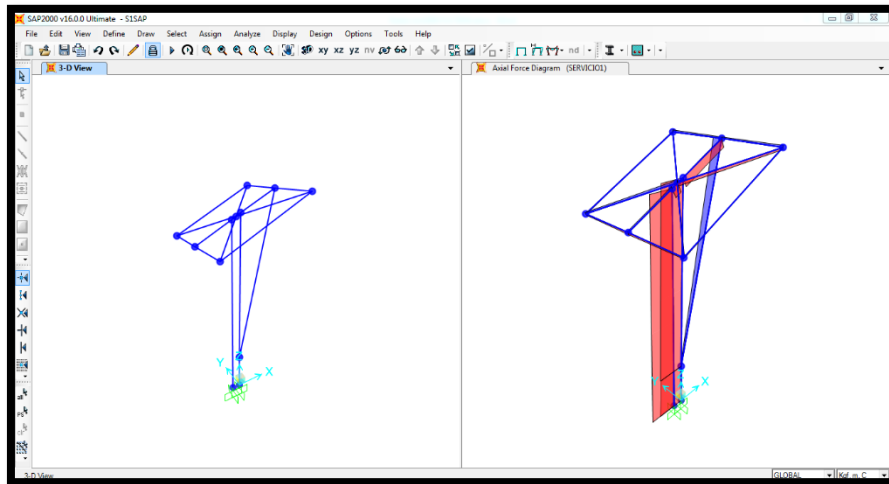 SAP2000 v16.0.0 Ultimate - S1SAP
File Edit View Define Draw Select Assign Analyze Display Design Options Tools Help
xy xz yz nv nd
3-D View
Axial Force Diagram (SERVICIO1)
Y X
Y X
3-D View
GLOBAL
Kgf, m, C